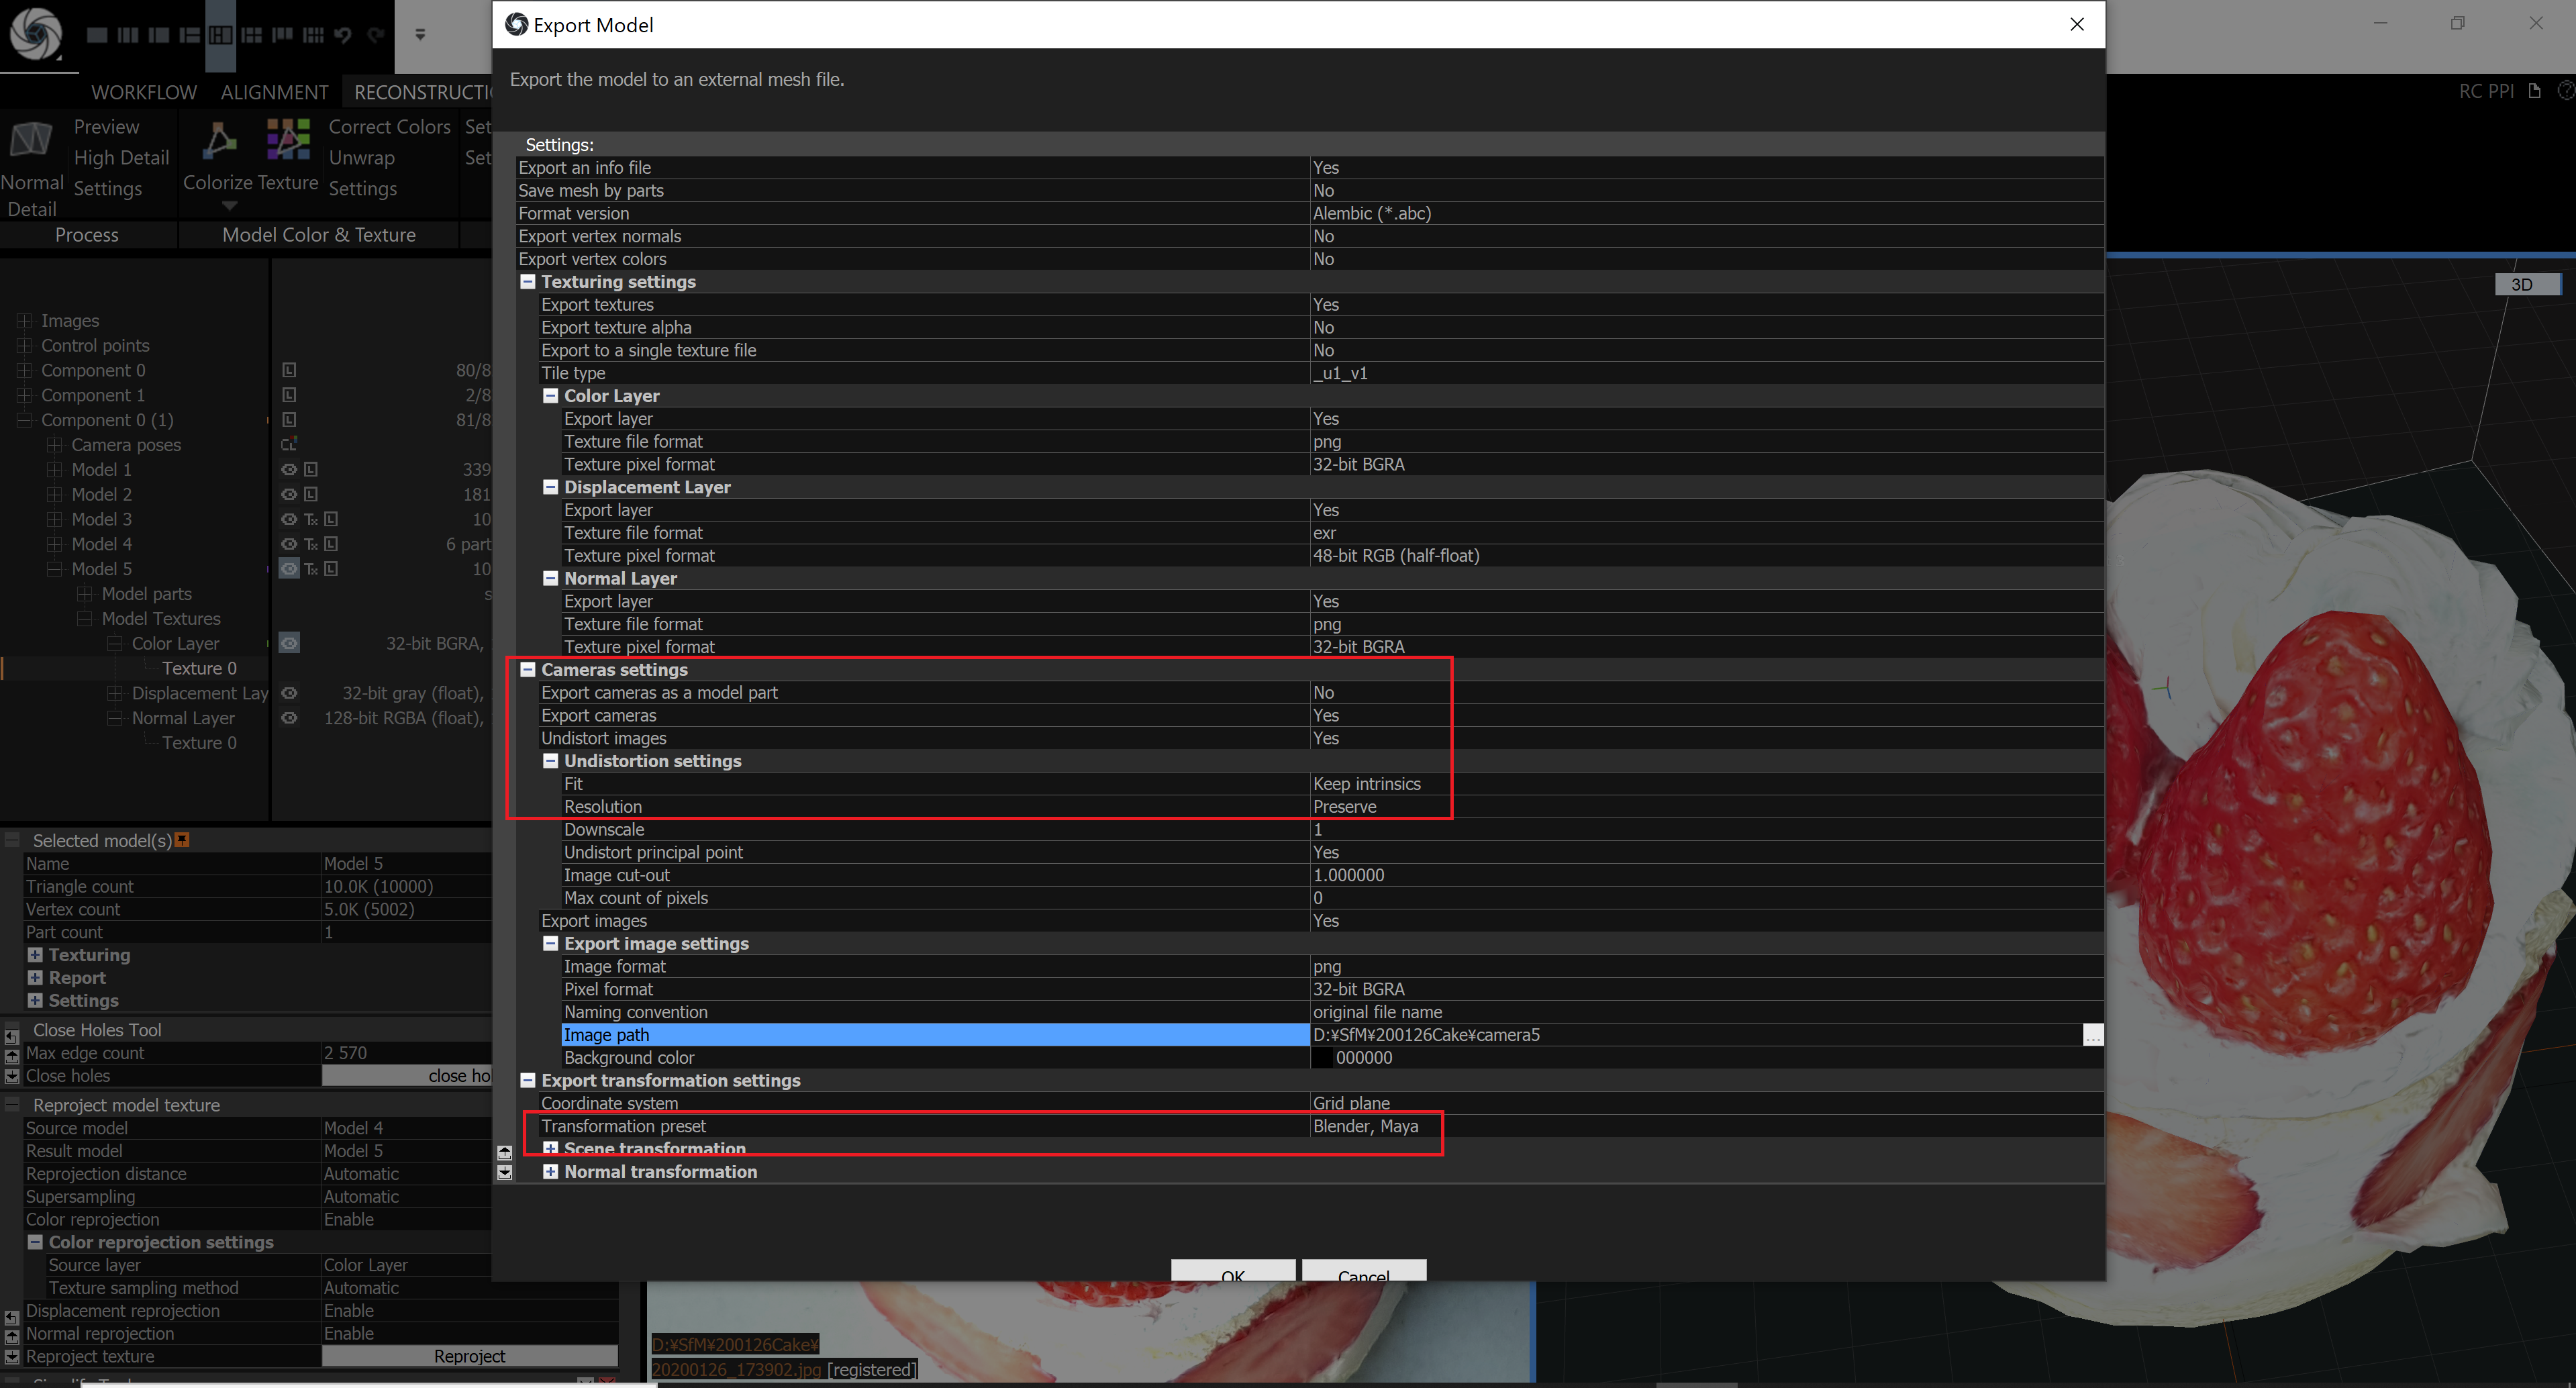 Export Model
WORKFLOW ALIGNMENT RECONSTRUCTIO
RC PPI
Export the model to an external mesh file.
Preview
High Detail
Settings
Normal
Detail
Colorize Texture
Correct Colors
Unwrap
Settings
Set
Set
Process
Model Color & Texture
3D
Images
Control points
Component 0 80/8
Component 1 2/8
Component 0 (1) 81/8
Camera poses
Model 1 339
Model 2 181
Model 3 Tx 10
Model 4 Tx 6 part
Model 5 Tx 10
Model parts s
Model Textures
Color Layer 32-bit BGRA,
Texture 0
Displacement Lay 32-bit gray (float),
Normal Layer 128-bit RGBA (float),
Texture 0
Selected model(s)
Name Model 5
Triangle count 10.0K (10000)
Vertex count 5.0K (5002)
Part count 1
Texturing
Report
Settings
Close Holes Tool
Max edge count 2 570
Close holes close hol
Reproject model texture
Source model Model 4
Result model Model 5
Reprojection distance Automatic
Supersampling Automatic
Color reprojection Enable
Color reprojection settings
Source layer Color Layer
Texture sampling method Automatic
Displacement reprojection Enable
Normal reprojection Enable
Reproject texture Reproject
Settings:
Export an info file Yes
Save mesh by parts No
Format version Alembic (*.abc)
Export vertex normals No
Export vertex colors No
Texturing settings
Export textures Yes
Export texture alpha No
Export to a single texture file No
Tile type _u1_v1
Color Layer
Export layer Yes
Texture file format png
Texture pixel format 32-bit BGRA
Displacement Layer
Export layer Yes
Texture file format exr
Texture pixel format 48-bit RGB (half-float)
Normal Layer
Export layer Yes
Texture file format png
Texture pixel format 32-bit BGRA
Cameras settings
Export cameras as a model part No
Export cameras Yes
Undistort images Yes
Undistortion settings
Fit Keep intrinsics
Resolution Preserve
Downscale 1
Undistort principal point Yes
Image cut-out 1.000000
Max count of pixels 0
Export images Yes
Export image settings
Image format png
Pixel format 32-bit BGRA
Naming convention original file name
Image path D:¥SfM¥200126Cake¥camera5 ...
Background color 000000
Export transformation settings
Coordinate system Grid plane
Transformation preset Blender, Maya
Scene transformation
Normal transformation
OK Cancel
D:¥SfM¥200126Cake¥
20200126_173902.jpg [registered]